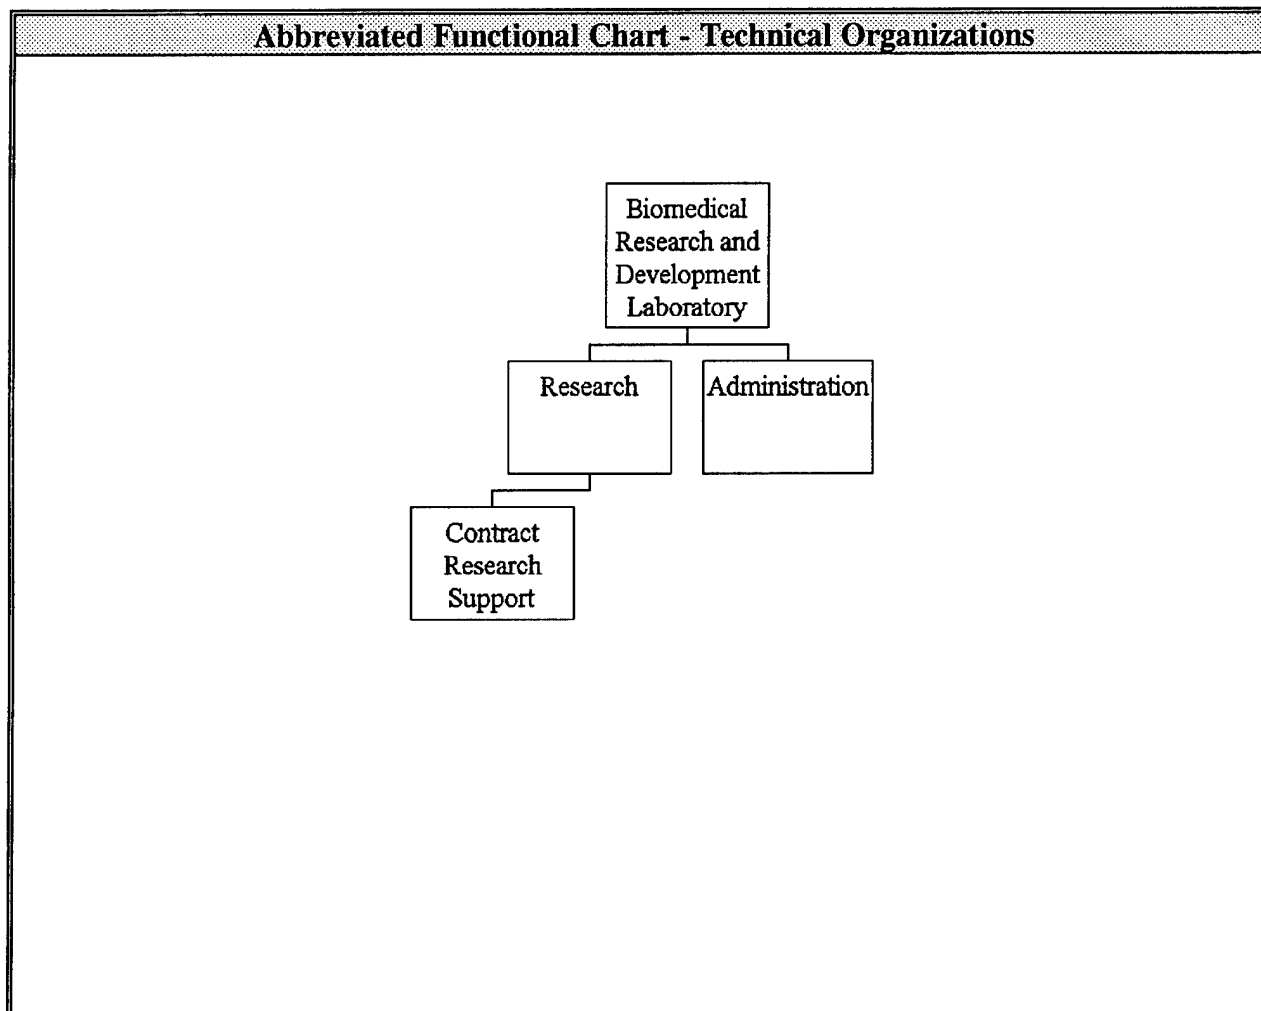 Abbreviated Functional Chart - Technical Organizations
Biomedical
Research and
Development
Laboratory
Research
Administration
Contract
Research
Support